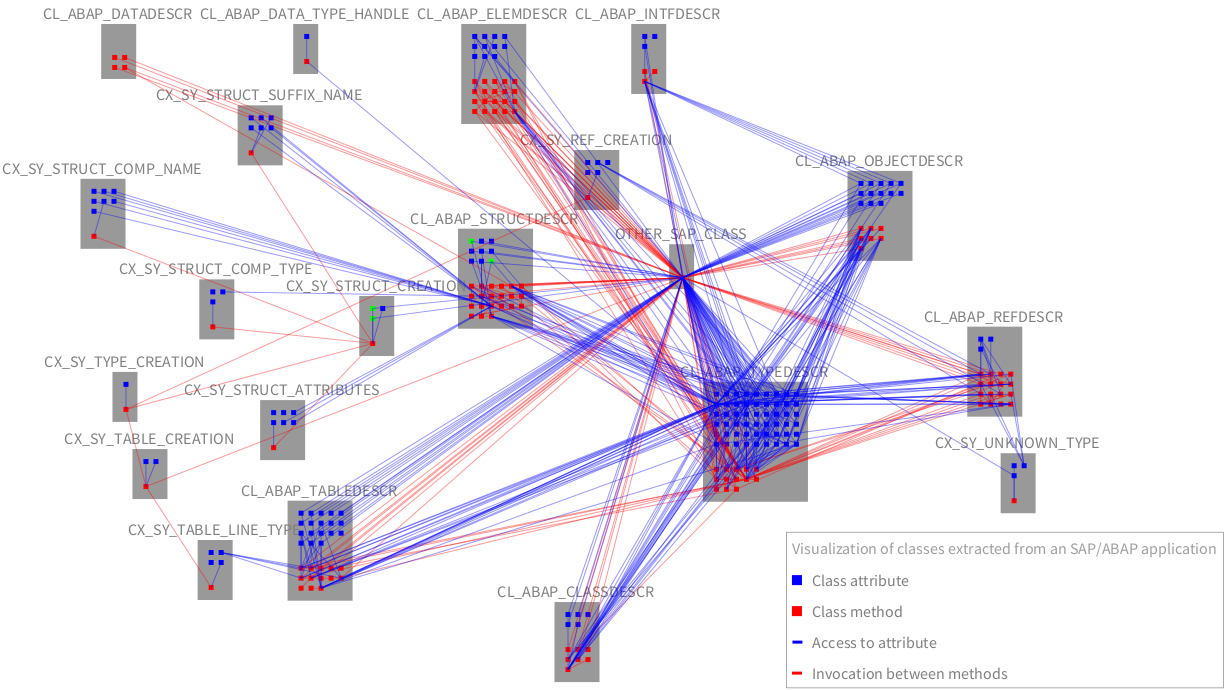 CL_ABAP_DATADESCR CL_ABAP_DATA_TYPE_HANDLE CL_ABAP_ELEMDESCR CL_ABAP_INTFDESCR
CX_SY_STRUCT_SUFFIX_NAME
CX_SY_REF_CREATION
CL_ABAP_OBJECTDESCR
CX_SY_STRUCT_COMP_NAME
CL_ABAP_STRUCTDESCR
OTHER_SAP_CLASS
CX_SY_STRUCT_COMP_TYPE
CX_SY_STRUCT_CREATION
CL_ABAP_REFDESCR
CX_SY_TYPE_CREATION
CL_ABAP_TYPEDESCR
CX_SY_STRUCT_ATTRIBUTES
CX_SY_TABLE_CREATION
CX_SY_UNKNOWN_TYPE
CL_ABAP_TABLEDESCR
CX_SY_TABLE_LINE_TYPE
CL_ABAP_CLASSDESCR
Visualization of classes extracted from an SAP/ABAP application
Class attribute
Class method
Access to attribute
Invocation between methods